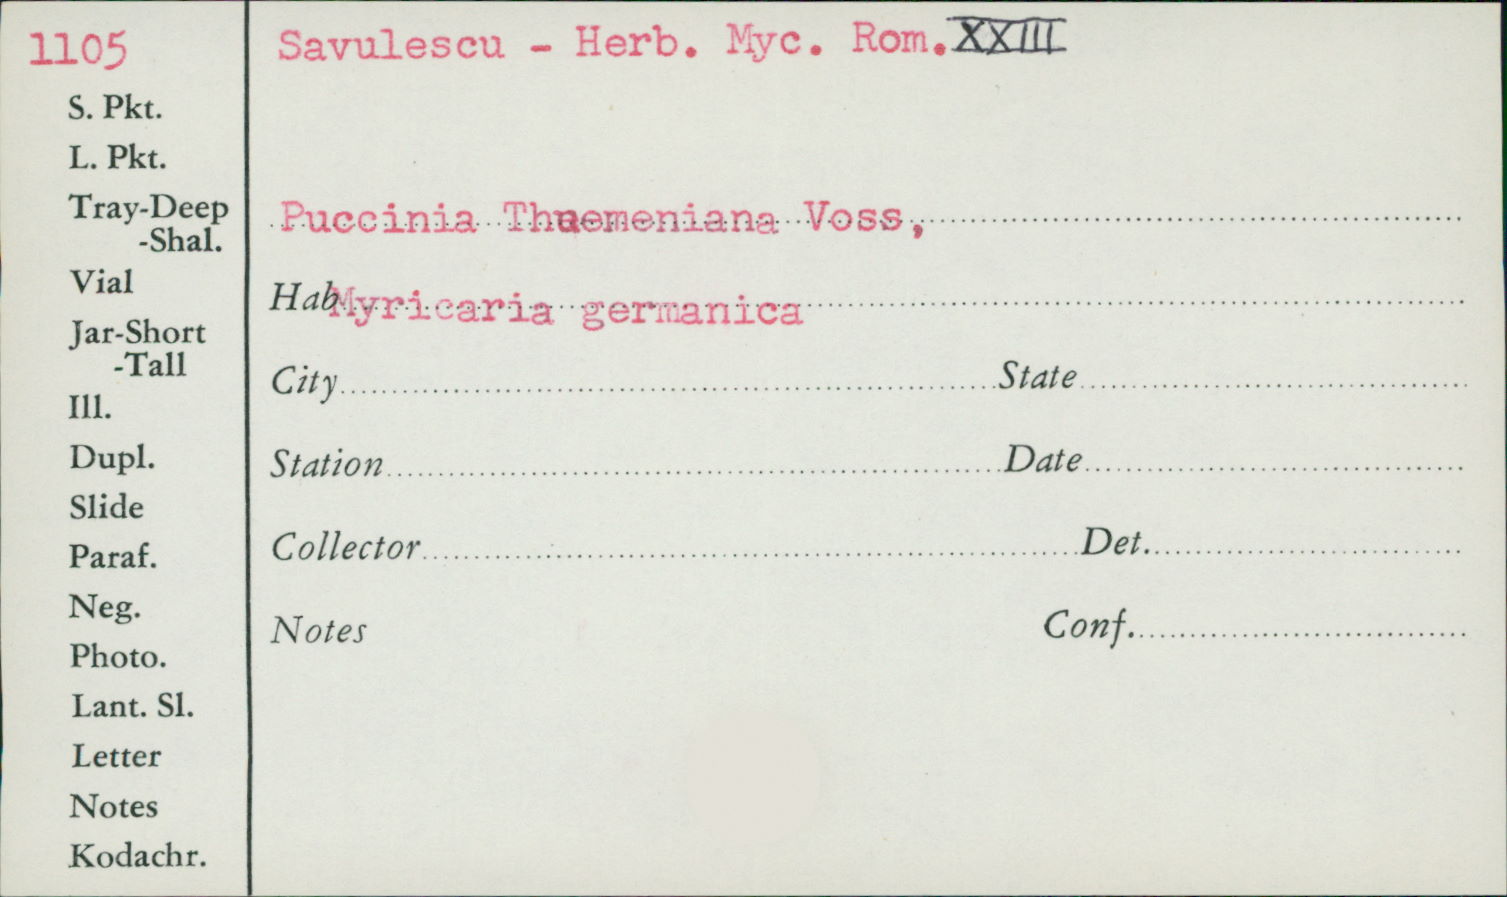 1105
Savulescu - Herb. Myc. Rom. XXIII
S. Pkt.
L. Pkt.
Tray-Deep
-Shal.
Vial
Jar-Short
-Tall
Ill.
Dupl.
Slide
Paraf.
Neg.
Photo.
Lant. Sl.
Letter
Notes
Kodachr.
Puccinia Thuemeniana Voss,
Hab Myricaria germanica
City State
Station Date
Collector Det.
Notes Conf.